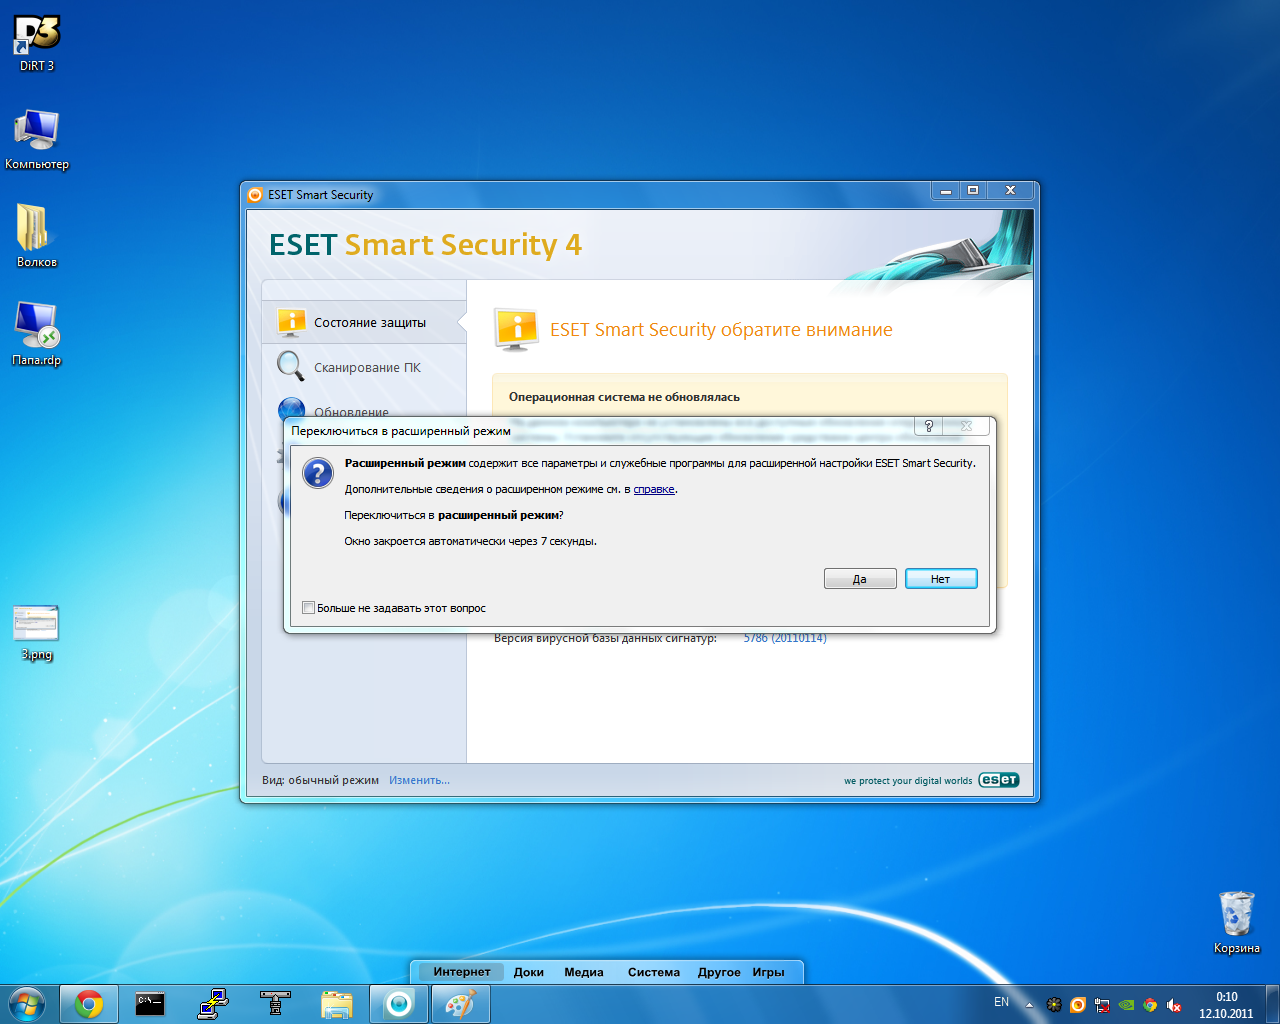 DiRT 3
Компьютер
Волков
Папа.rdp
3.png
ESET Smart Security
ESET Smart Security 4
Состояние защиты
Сканирование ПК
Обновление
ESET Smart Security обратите внимание
Операционная система не обновлялась
Переключиться в расширенный режим
?
Расширенный режим содержит все параметры и служебные программы для расширенной настройки ESET Smart Security.
Дополнительные сведения о расширенном режиме см. в справке.
Переключиться в расширенный режим?
Окно закроется автоматически через 7 секунды.
Да
Нет
Больше не задавать этот вопрос
Версия вирусной базы данных сигнатур: 5786 (20110114)
Вид: обычный режим Изменить...
we protect your digital worlds eset
Корзина
Интернет Доки Медиа Система Другое Игры
C:\_
EN
0:10
12.10.2011